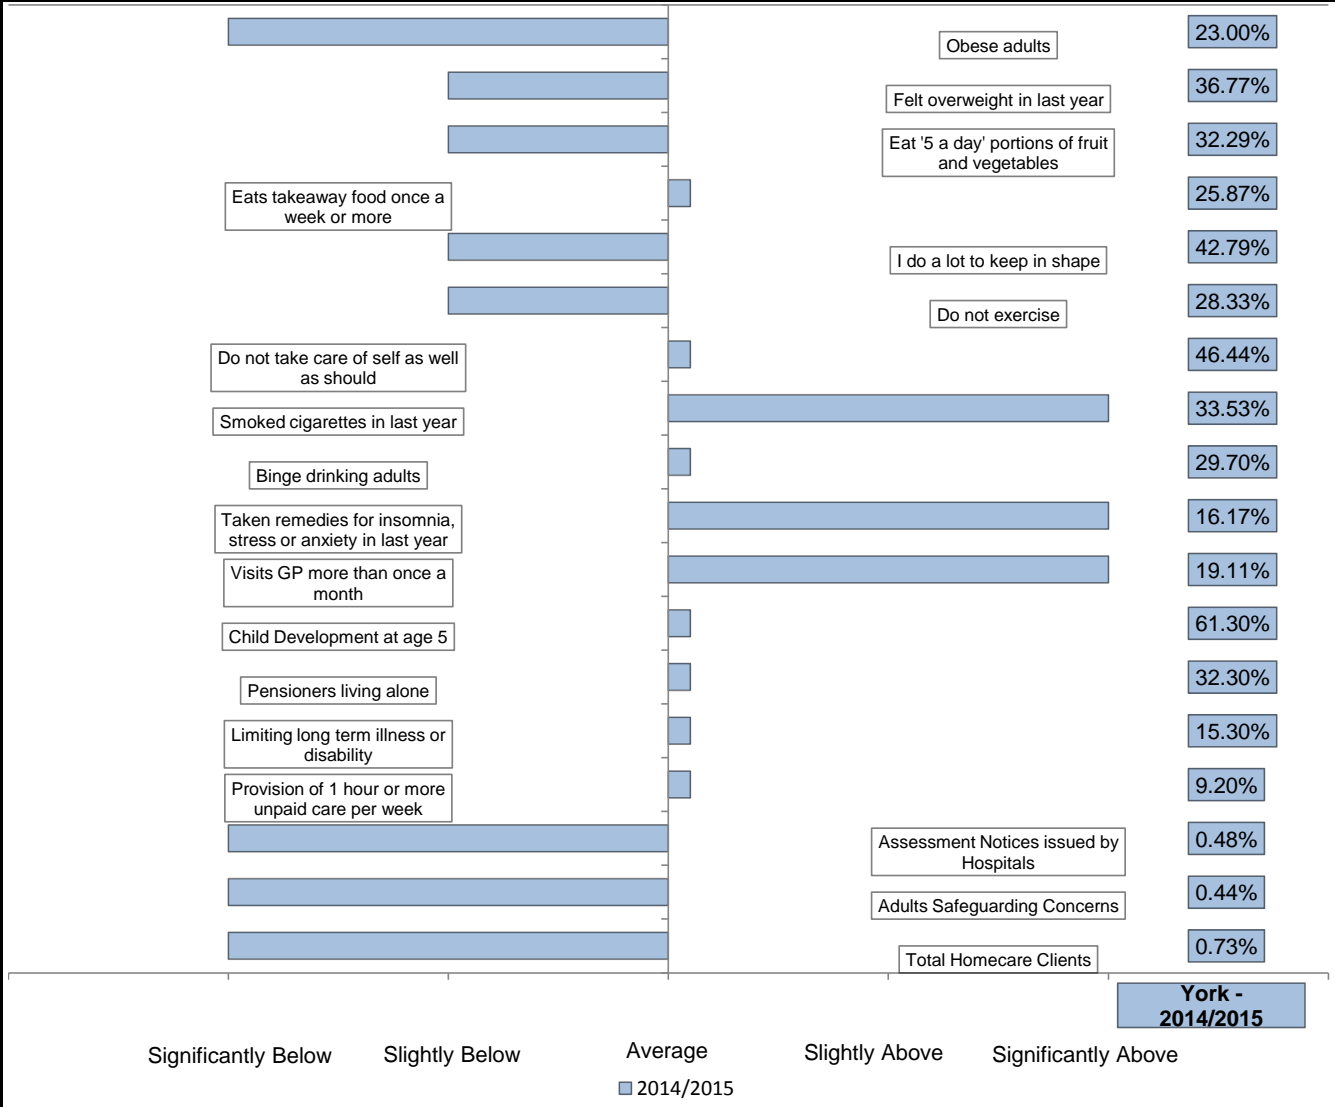 Obese adults
23.00%
Felt overweight in last year
36.77%
Eat '5 a day' portions of fruit
and vegetables
32.29%
Eats takeaway food once a
week or more
25.87%
I do a lot to keep in shape
42.79%
Do not exercise
28.33%
Do not take care of self as well
as should
46.44%
Smoked cigarettes in last year
33.53%
Binge drinking adults
29.70%
Taken remedies for insomnia,
stress or anxiety in last year
16.17%
Visits GP more than once a
month
19.11%
Child Development at age 5
61.30%
Pensioners living alone
32.30%
Limiting long term illness or
disability
15.30%
Provision of 1 hour or more
unpaid care per week
9.20%
Assessment Notices issued by
Hospitals
0.48%
Adults Safeguarding Concerns
0.44%
Total Homecare Clients
0.73%
York -
2014/2015
Significantly Below Slightly Below Average Slightly Above Significantly Above
2014/2015